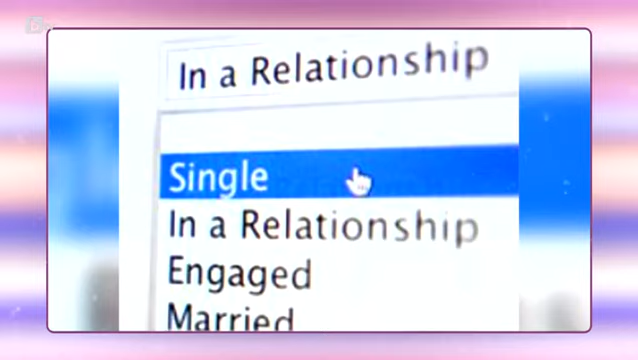 In a Relationship
Single
In a Relationship
Engaged
Married